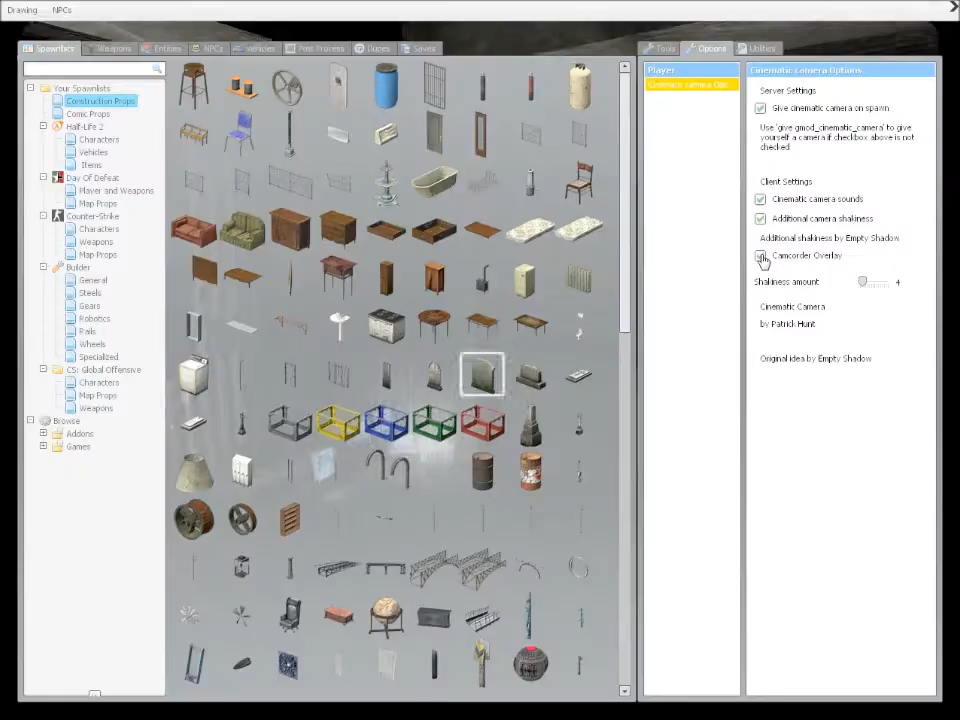 Drawing NPCs
Spawnlists Weapons Entities NPCs Vehicles Post Process Dupes Saves
Tools Options Utilities
Your Spawnlists
Construction Props
Comic Props
Half-Life 2
Characters
Vehicles
Items
Day Of Defeat
Player and Weapons
Map Props
Counter-Strike
Characters
Weapons
Map Props
Builder
General
Steels
Gears
Robotics
Rails
Wheels
Specialized
CS: Global Offensive
Characters
Map Props
Weapons
Browse
Addons
Games
Player
Cinematic camera Opt...
Cinematic camera Options
Server Settings
Give cinematic camera on spawn
Use 'give gmod_cinematic_camera' to give
yourself a camera if checkbox above is not
checked
Client Settings
Cinematic camera sounds
Additional camera shakiness
Additional shakiness by Empty Shadow
Camcorder Overlay
Shakiness amount 4
Cinematic Camera
by Patrick Hunt
Original idea by Empty Shadow